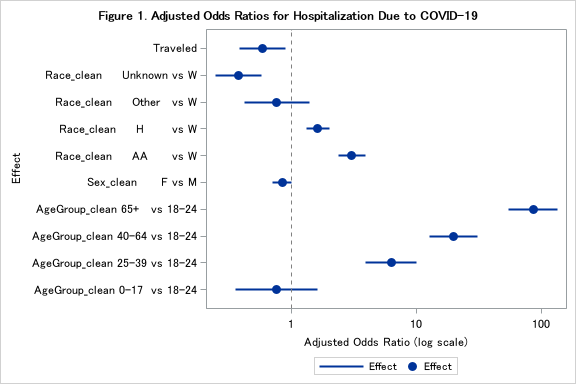 Figure 1. Adjusted Odds Ratios for Hospitalization Due to COVID-19
Effect
Traveled
Race_clean Unknown vs W
Race_clean Other vs W
Race_clean H vs W
Race_clean AA vs W
Sex_clean F vs M
AgeGroup_clean 65+ vs 18-24
AgeGroup_clean 40-64 vs 18-24
AgeGroup_clean 25-39 vs 18-24
AgeGroup_clean 0-17 vs 18-24
1 10 100
Adjusted Odds Ratio (log scale)
Effect Effect